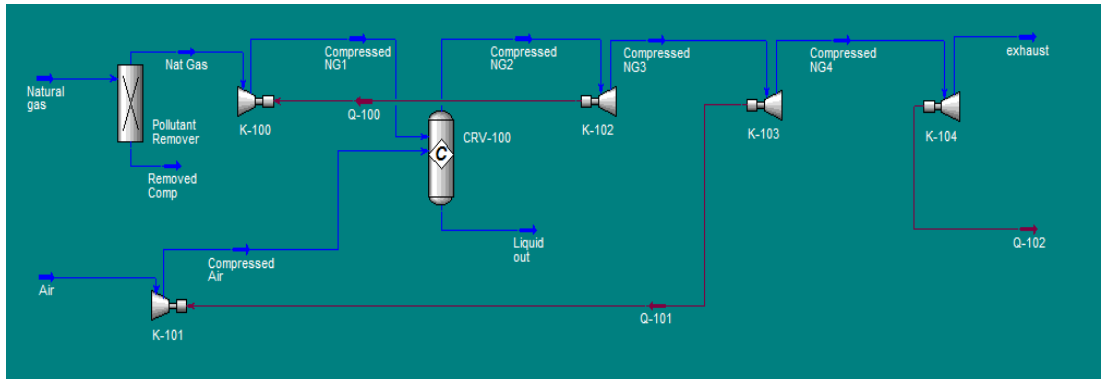 Natural
gas
Nat Gas
Pollutant
Remover
Removed
Comp
K-100
Compressed
NG1
Q-100
Compressed
NG2
CRV-100
C
Liquid
out
K-102
Compressed
NG3
K-103
Compressed
NG4
K-104
exhaust
Q-102
Air
K-101
Compressed
Air
Q-101